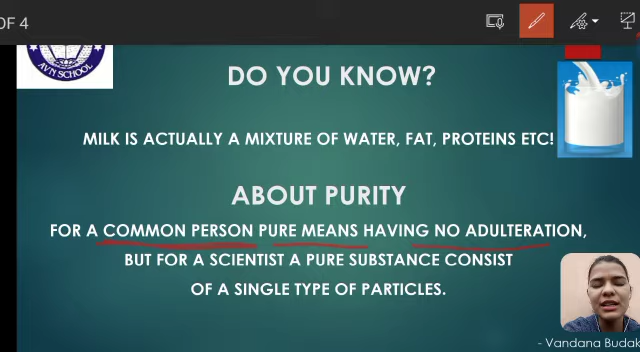 OF 4
AVN SCHOOL
DO YOU KNOW?
MILK IS ACTUALLY A MIXTURE OF WATER, FAT, PROTEINS ETC!
ABOUT PURITY
FOR A COMMON PERSON PURE MEANS HAVING NO ADULTERATION,
BUT FOR A SCIENTIST A PURE SUBSTANCE CONSIST
OF A SINGLE TYPE OF PARTICLES.
- Vandana Budak